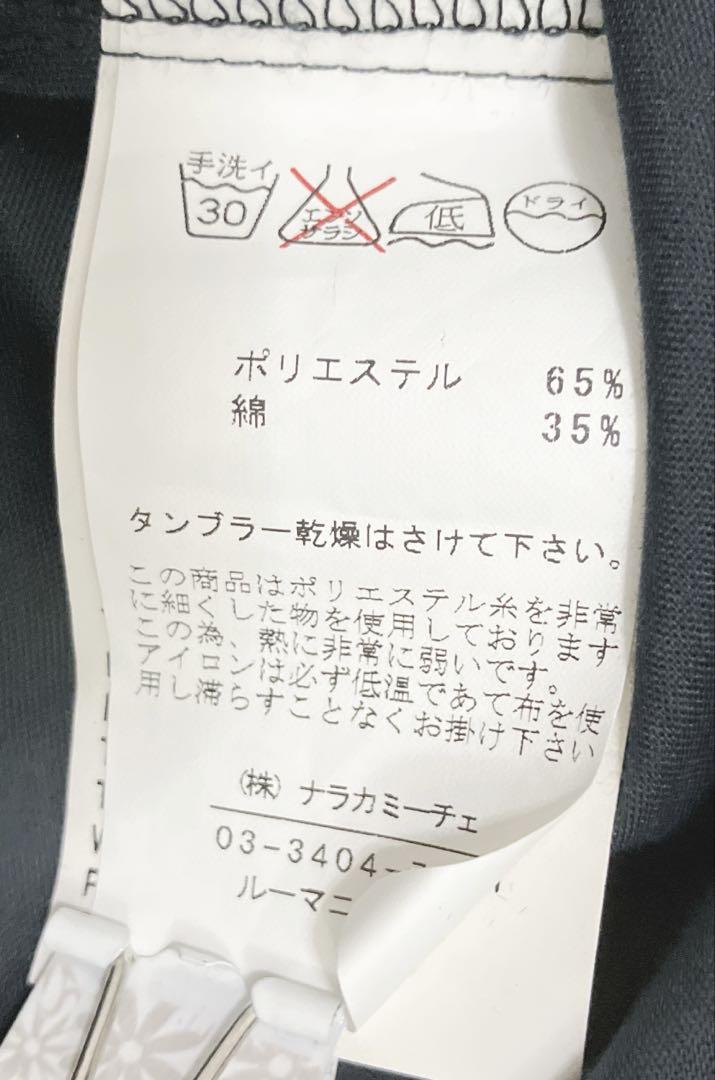 手洗イ
30
エンソ
サラシ
低
ドライ
ポリエステル 65%
綿 35%
タンブラー乾燥はさけて下さい。
この商品はポリエステル糸を非常
に細くした物を使用しております
この為、熱に非常に弱いです。
アイロンは必ず低温であて布を使
用し滞らすことなくお掛け下さい
(株) ナラカミーチェ
03-3404-
ルーマニ